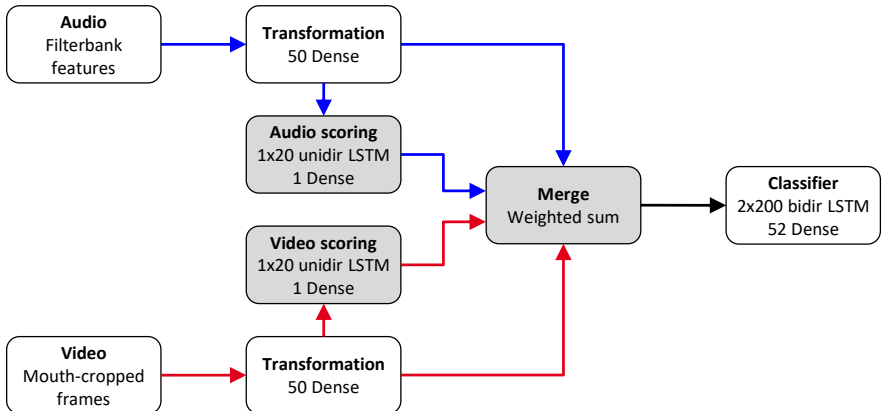 Audio
Filterbank
features
Transformation
50 Dense
Audio scoring
1x20 unidir LSTM
1 Dense
Video scoring
1x20 unidir LSTM
1 Dense
Merge
Weighted sum
Classifier
2x200 bidir LSTM
52 Dense
Video
Mouth-cropped
frames
Transformation
50 Dense